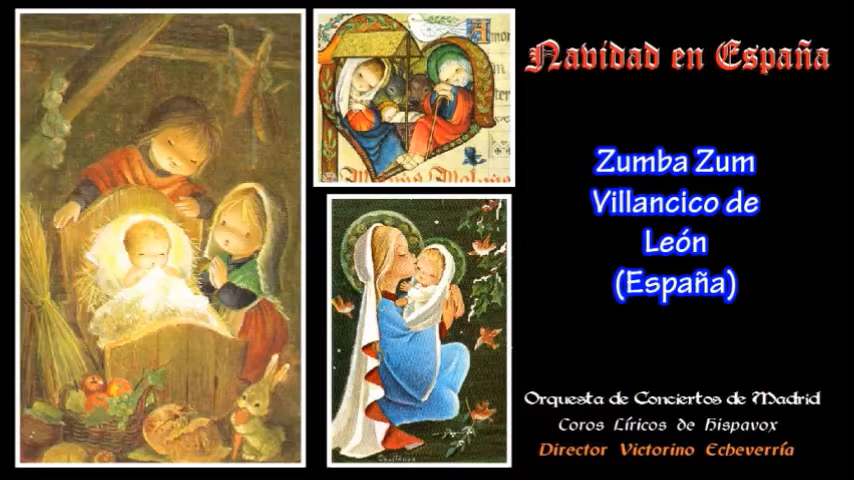 Navidad en España
Zumba Zum
Villancico de
León
(España)
Orquesta de Conciertos de Madrid
Coros Líricos de Hispavox
Director Victorino Echeverría